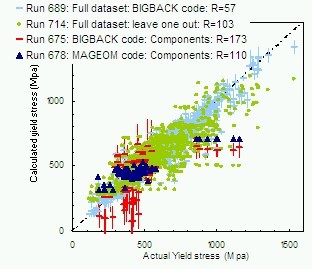 Run 689: Full dataset: BIGBACK code: R=57
Run 714: Full dataset: leave one out: R=103
Run 675: BIGBACK code: Components: R=173
Run 678: MAGEOM code: Components: R=110
Calculated yield stress (Mpa)
1000
500
0
0
500
1000
1500
Actual Yield stress (Mpa)